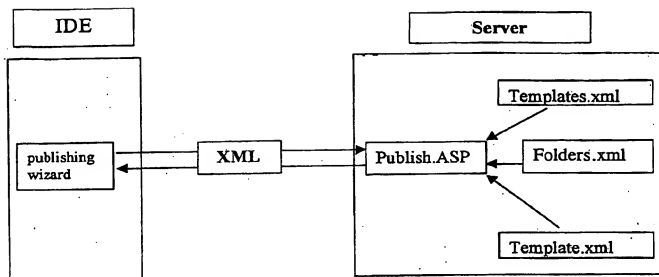 IDE
Server
Templates.xml
publishing
wizard
XML
Publish.ASP
Folders.xml
Template.xml